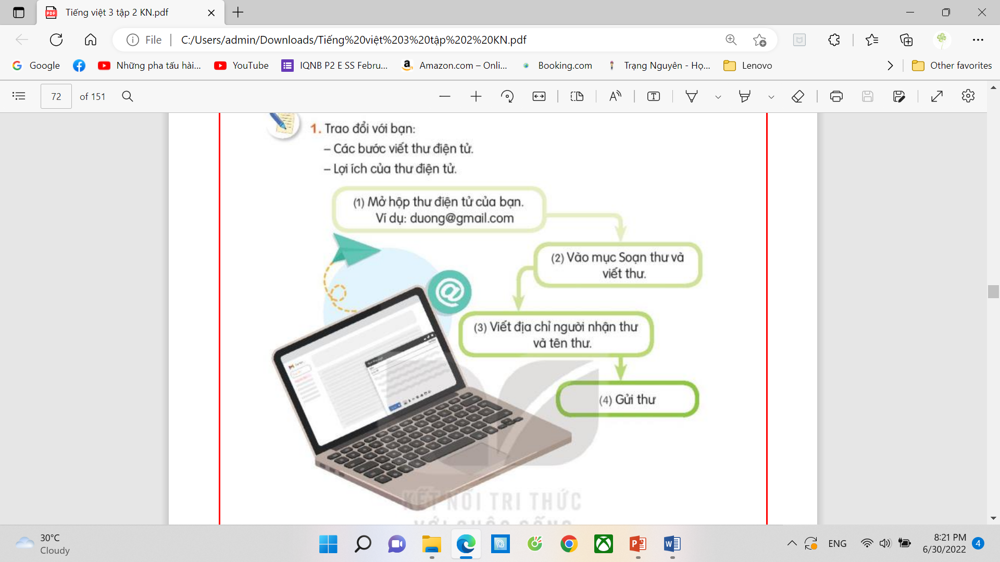 Tiếng việt 3 tập 2 KN.pdf
File
C:/Users/admin/Downloads/Tiếng%20việt%203%20tập%202%20KN.pdf
Google
Những pha tấu hài...
YouTube
IQNB P2 E SS Febru...
Amazon.com – Onli...
Booking.com
Trạng Nguyên - Họ...
Lenovo
Other favorites
72 of 151
1. Trao đổi với bạn:
– Các bước viết thư điện tử.
– Lợi ích của thư điện tử.
(1) Mở hộp thư điện tử của bạn.
Ví dụ: duong@gmail.com
(2) Vào mục Soạn thư và
viết thư.
@
(3) Viết địa chỉ người nhận thư
và tên thư.
(4) Gửi thư
KẾT NỐI TRI THỨC
VỚI CUỘC SỐNG
30°C
Cloudy
ENG
8:21 PM
6/30/2022
4